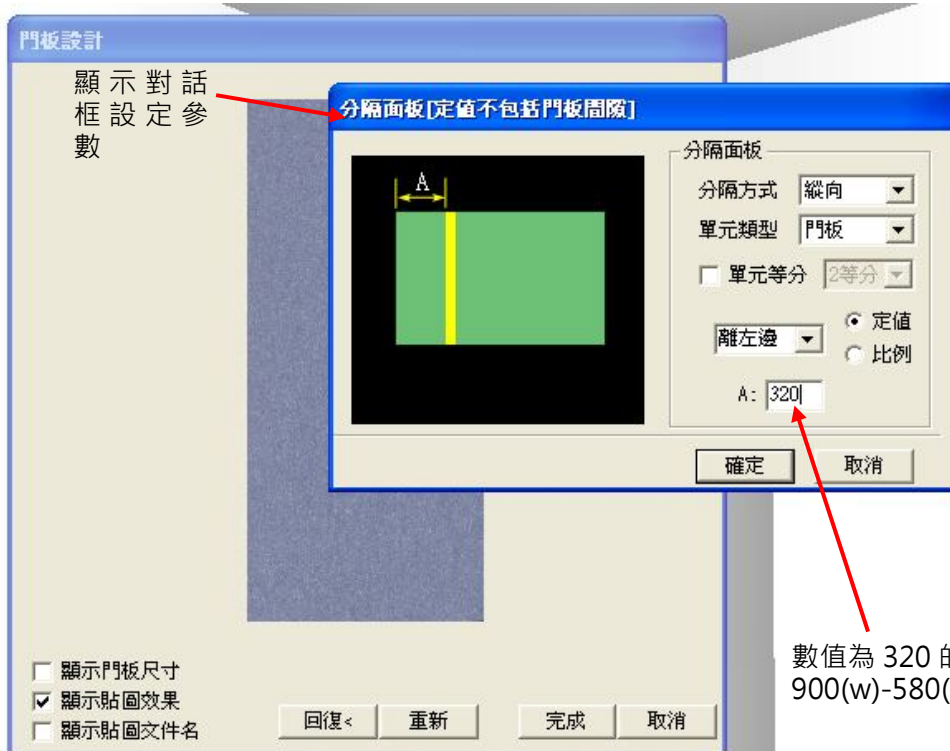 門板設計
顯示對話
框設定參
數
分隔面板[定值不包括門板間隙]
A
分隔面板
分隔方式 縱向
單元類型 門板
單元等分 2等分
離左邊
定值
比例
A: 320
確定 取消
數值為 320 的
900(w)-580(
顯示門板尺寸
顯示貼圖效果
顯示貼圖文件名
回復< 重新 完成 取消